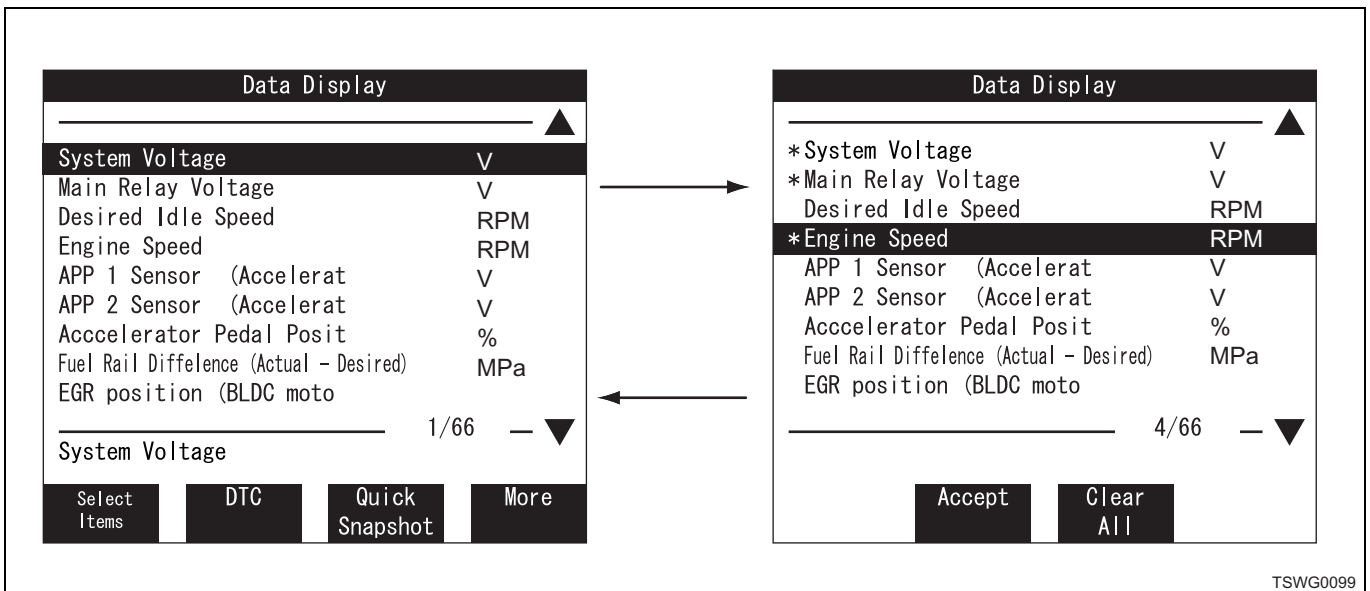 Data Display
System Voltage V
Main Relay Voltage V
Desired Idle Speed RPM
Engine Speed RPM
APP 1 Sensor (Accelerat V
APP 2 Sensor (Accelerat V
Acccelerator Pedal Posit %
Fuel Rail Diffelence (Actual – Desired) MPa
EGR position (BLDC moto
1/66
System Voltage
Select Items
DTC
Quick Snapshot
More
Data Display
*System Voltage V
*Main Relay Voltage V
Desired Idle Speed RPM
*Engine Speed RPM
APP 1 Sensor (Accelerat V
APP 2 Sensor (Accelerat V
Acccelerator Pedal Posit %
Fuel Rail Diffelence (Actual – Desired) MPa
EGR position (BLDC moto
4/66
Accept
Clear All
TSWG0099